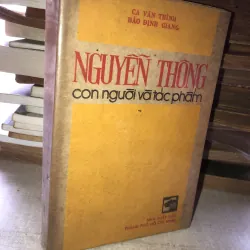 CA VĂN THỈNH
BẢO ĐỊNH GIANG
NGUYỄN THÔNG
con người và tác phẩm